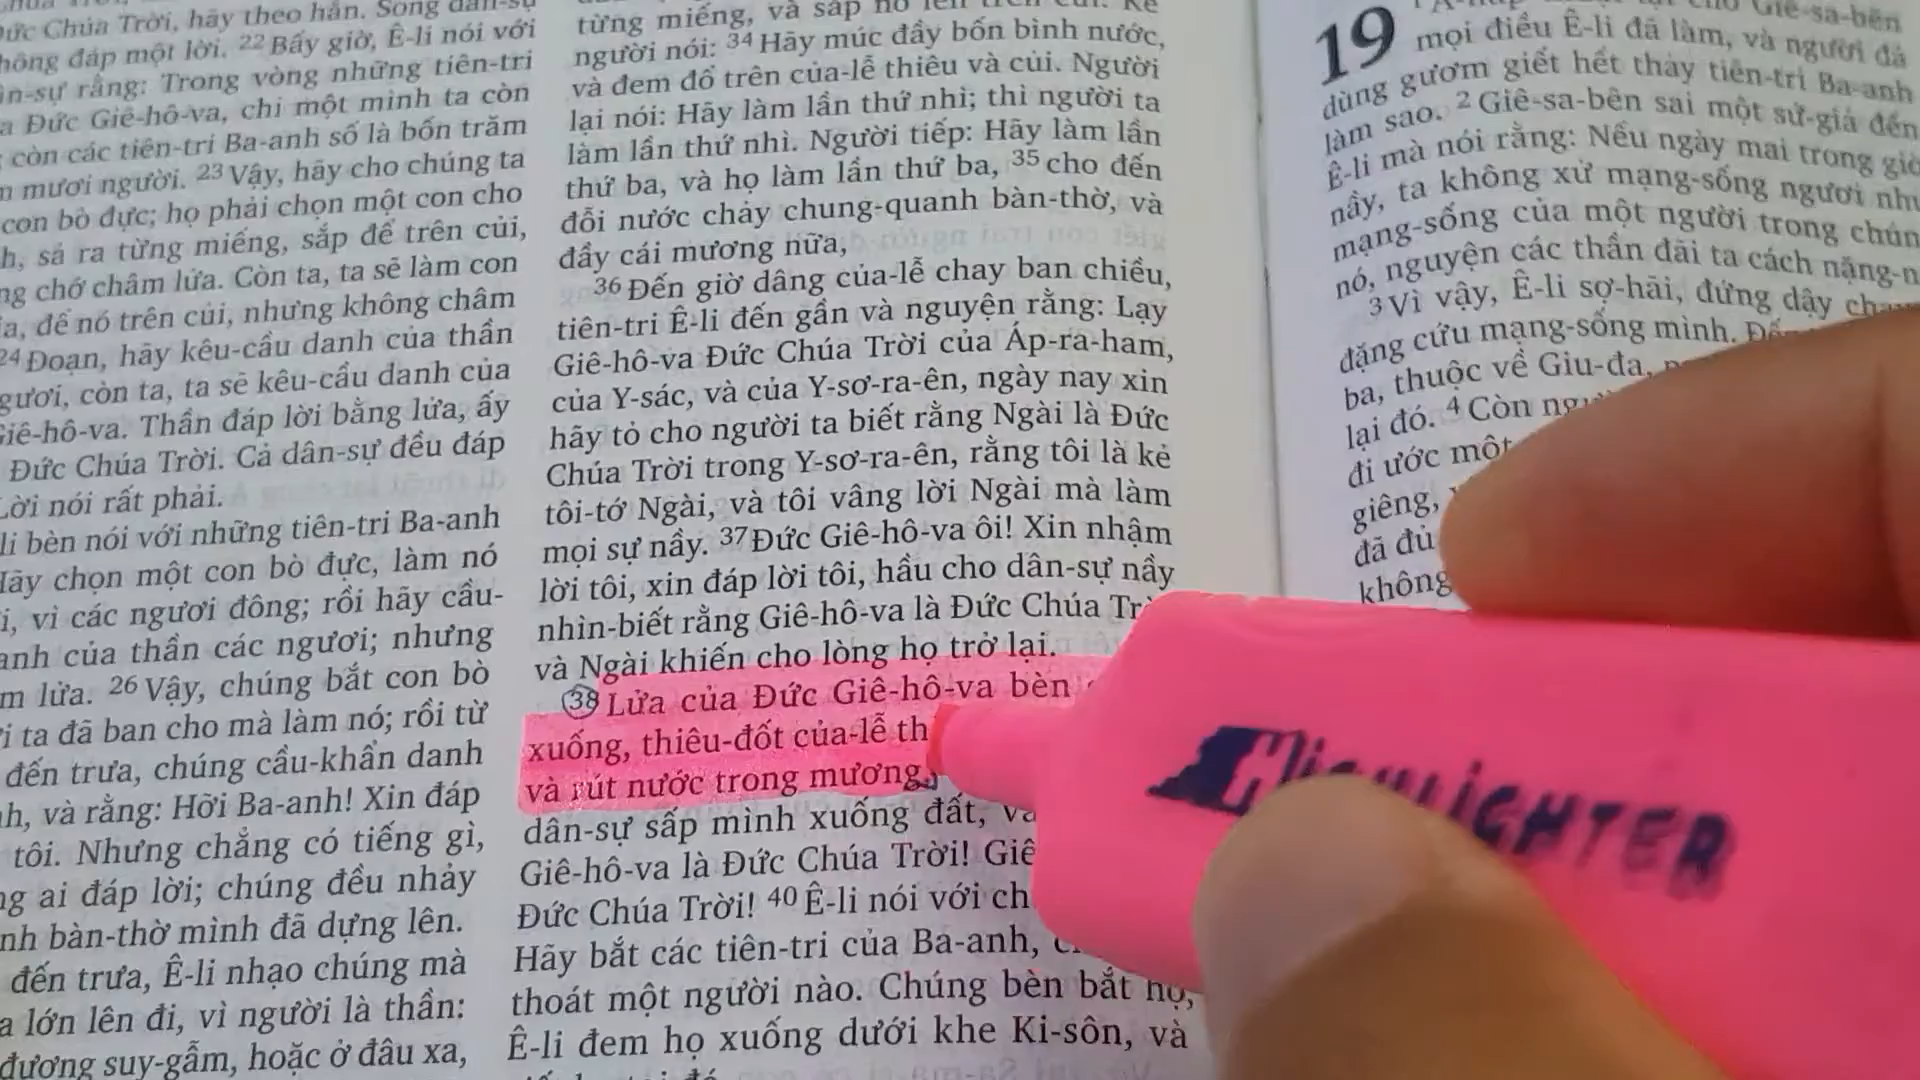 Đức Chúa Trời, hãy theo hắn. Song dân-sự
không đáp một lời. 22 Bấy giờ, Ê-li nói với
rằng: Trong vòng những tiên-tri
Đức Giê-hô-va, chỉ một mình ta còn
còn các tiên-tri Ba-anh số là bốn trăm
mươi người. 23 Vậy, hãy cho chúng ta
con bò đực; họ phải chọn một con cho
sả ra từng miếng, sắp để trên củi,
chớ châm lửa. Còn ta, ta sẽ làm con
để nó trên củi, nhưng không châm
24 Đoạn, hãy kêu-cầu danh của thần
ngươi, còn ta, ta sẽ kêu-cầu danh của
Giê-hô-va. Thần đáp lời bằng lửa, ấy
Đức Chúa Trời. Cả dân-sự đều đáp
Lời nói rất phải.
bèn nói với những tiên-tri Ba-anh
Hãy chọn một con bò đực, làm nó
vì các ngươi đông; rồi hãy cầu-
của thần các ngươi; nhưng
lửa. 26 Vậy, chúng bắt con bò
ta đã ban cho mà làm nó; rồi từ
đến trưa, chúng cầu-khẩn danh
và rằng: Hỡi Ba-anh! Xin đáp
tôi. Nhưng chẳng có tiếng gì,
ai đáp lời; chúng đều nhảy
bàn-thờ mình đã dựng lên.
đến trưa, Ê-li nhạo chúng mà
lớn lên đi, vì người là thần:
đương suy-gẫm, hoặc ở đâu xa,
từng miếng, và sắp nó lên trên củi. Kế
người nói: 34 Hãy múc đầy bốn bình nước,
và đem đổ trên của-lễ thiêu và củi. Người
lại nói: Hãy làm lần thứ nhì; thì người ta
làm lần thứ nhì. Người tiếp: Hãy làm lần
thứ ba, và họ làm lần thứ ba, 35 cho đến
đỗi nước chảy chung-quanh bàn-thờ, và
đầy cái mương nữa,
36 Đến giờ dâng của-lễ chay ban chiều,
tiên-tri Ê-li đến gần và nguyện rằng: Lạy
Giê-hô-va Đức Chúa Trời của Áp-ra-ham,
của Y-sác, và của Y-sơ-ra-ên, ngày nay xin
hãy tỏ cho người ta biết rằng Ngài là Đức
Chúa Trời trong Y-sơ-ra-ên, rằng tôi là kẻ
tôi-tớ Ngài, và tôi vâng lời Ngài mà làm
mọi sự nầy. 37 Đức Giê-hô-va ôi! Xin nhậm
lời tôi, xin đáp lời tôi, hầu cho dân-sự nầy
nhìn-biết rằng Giê-hô-va là Đức Chúa
và Ngài khiến cho lòng họ trở lại.
38 Lửa của Đức Giê-hô-va bèn
xuống, thiêu-đốt của-lễ th
và rút nước trong mương
dân-sự sấp mình xuống đất,
Giê-hô-va là Đức Chúa Trời! Giê
Đức Chúa Trời! 40 Ê-li nói với ch
Hãy bắt các tiên-tri của Ba-anh,
thoát một người nào. Chúng bèn bắt họ,
Ê-li đem họ xuống dưới khe Ki-sôn, và
19
Giê-sa-bên
mọi điều Ê-li đã làm, và người đã
dùng gươm giết hết thảy tiên-tri Ba-anh
làm sao. 2 Giê-sa-bên sai một sứ-giả đến
Ê-li mà nói rằng: Nếu ngày mai trong giờ
nầy, ta không xử mạng-sống ngươi như
mạng-sống của một người trong chúng
nó, nguyện các thần đãi ta cách nặng-n
3 Vì vậy, Ê-li sợ-hãi, đứng dậy
đặng cứu mạng-sống mình.
ba, thuộc về Giu-đa,
lại đó. 4 Còn
đi ước một
giêng,
đã đủ
không
HIGHLIGHTER